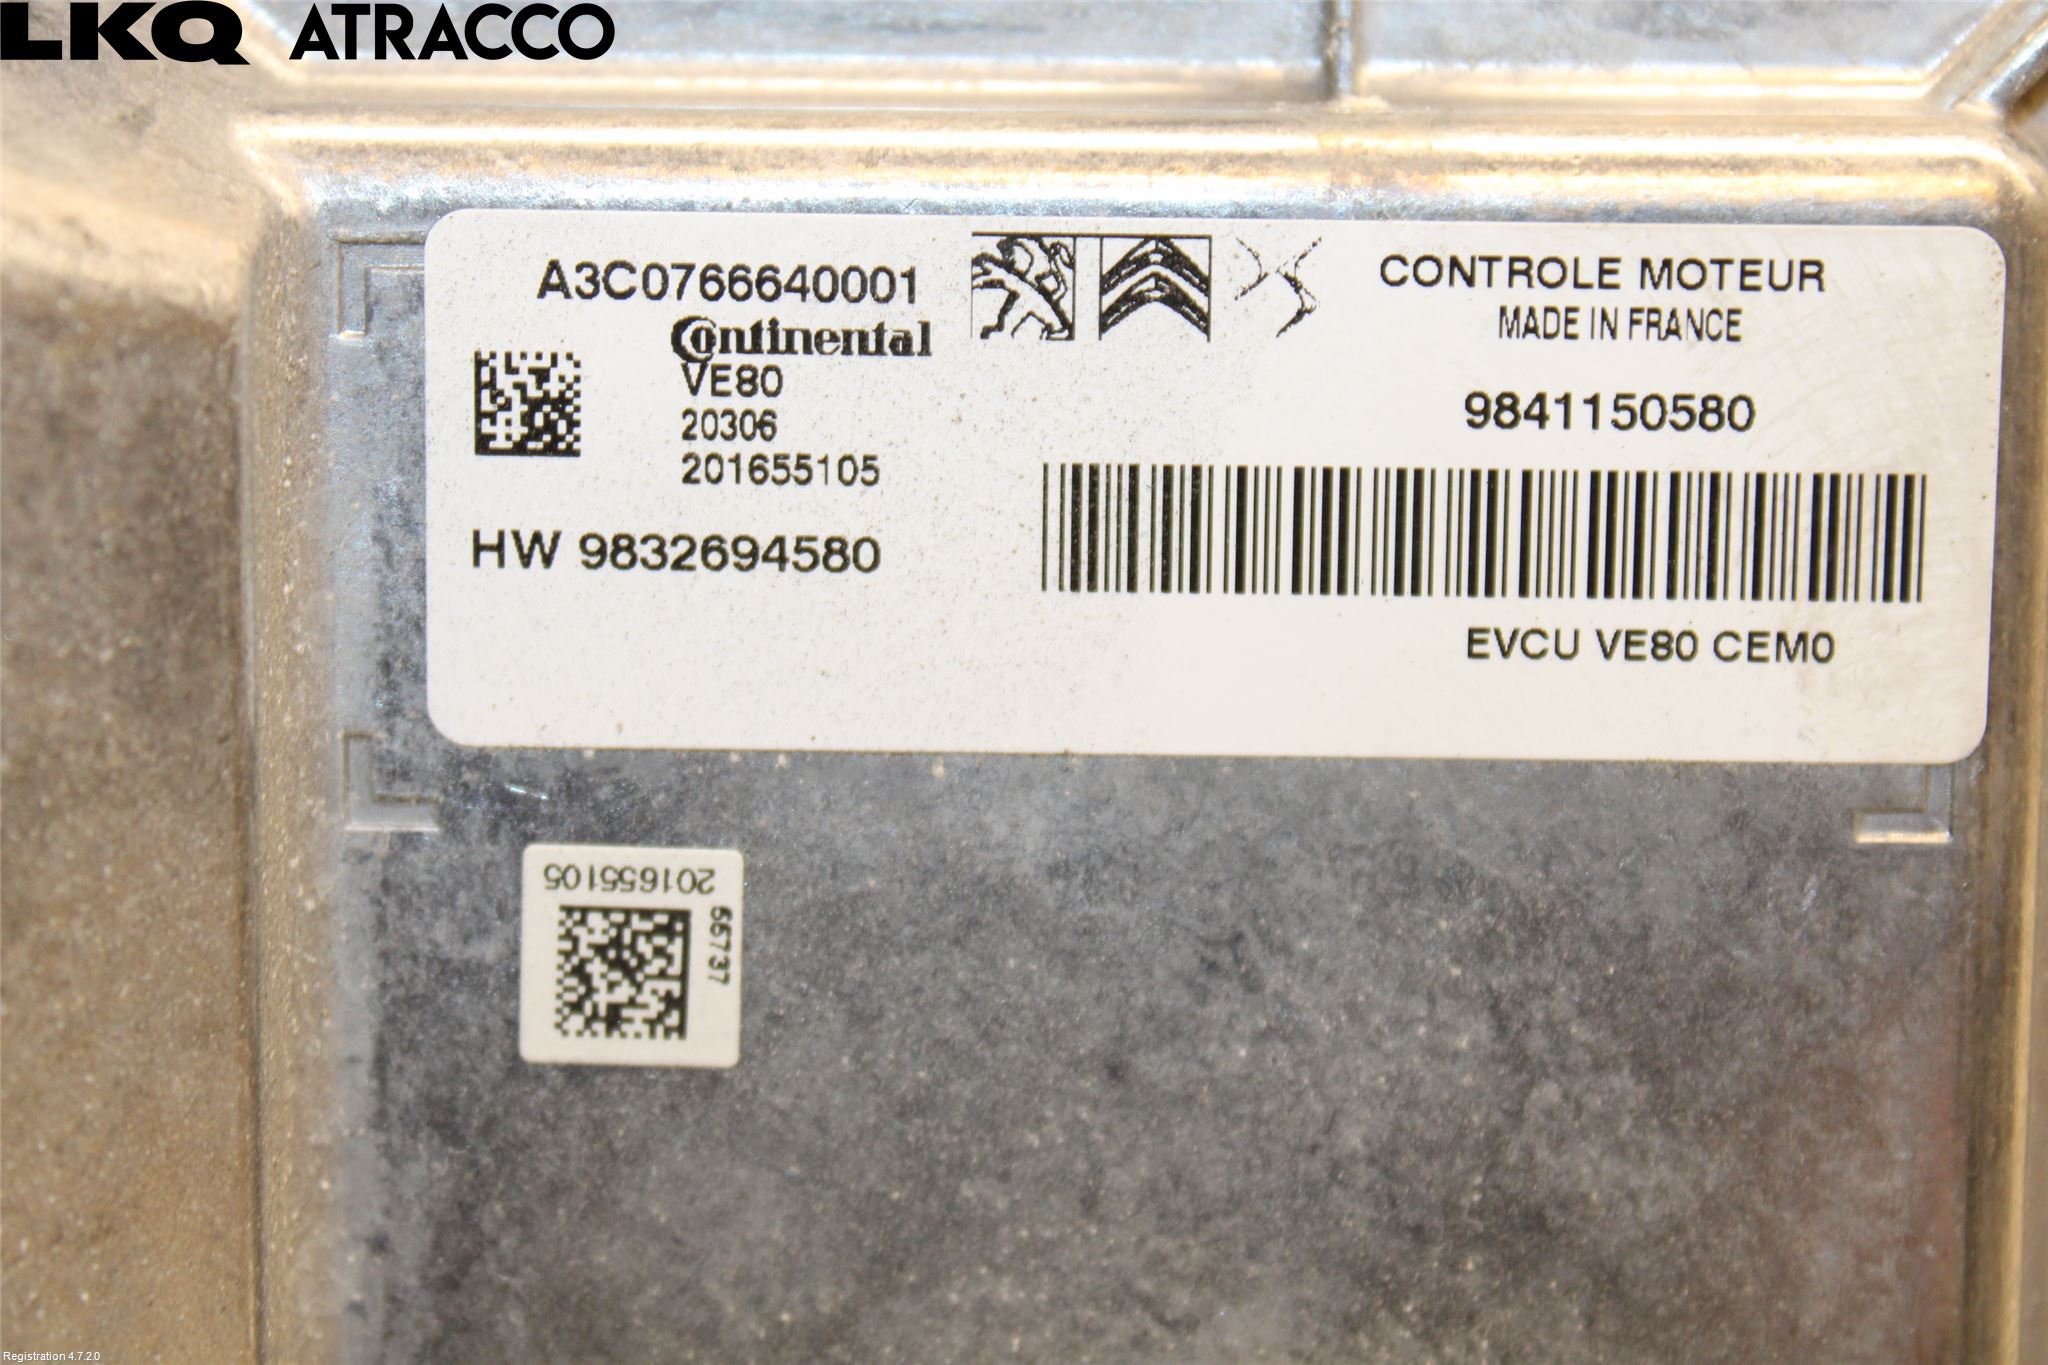 LKQ ATRACCO
A3C0766640001
Continental
VE80
20306
201655105
HW 9832694580
CONTROLE MOTEUR
MADE IN FRANCE
9841150580
EVCU VE80 CEM0
201655105
55737
Registration 4.7.2.0